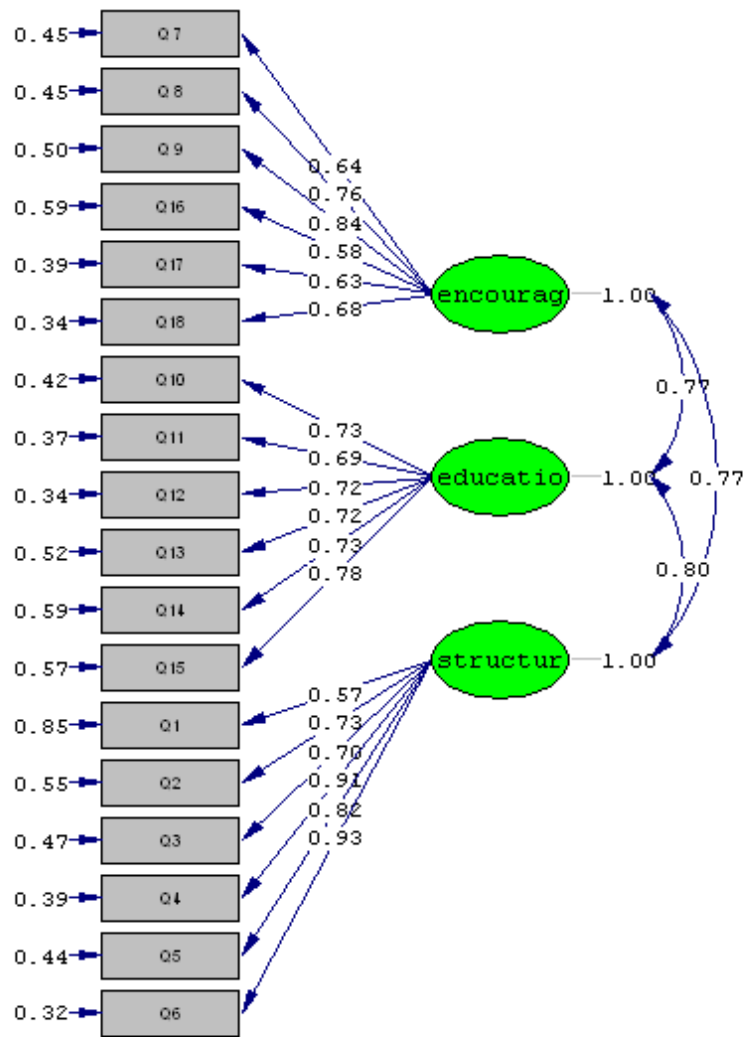 0.45 Q7
0.45 Q8
0.50 Q9
0.64
0.76
0.59 Q16
0.84
0.58
0.39 Q17
0.63
encourag 1.00
0.68
0.34 Q18
0.42 Q10
0.77
0.73
0.37 Q11
0.69
educatio 1.00 0.77
0.72
0.34 Q12
0.72
0.52 Q13
0.73
0.80
0.78
0.59 Q14
structur 1.00
0.57 Q15
0.57
0.85 Q1
0.73
0.70
0.55 Q2
0.91
0.82
0.47 Q3
0.93
0.39 Q4
0.44 Q5
0.32 Q6